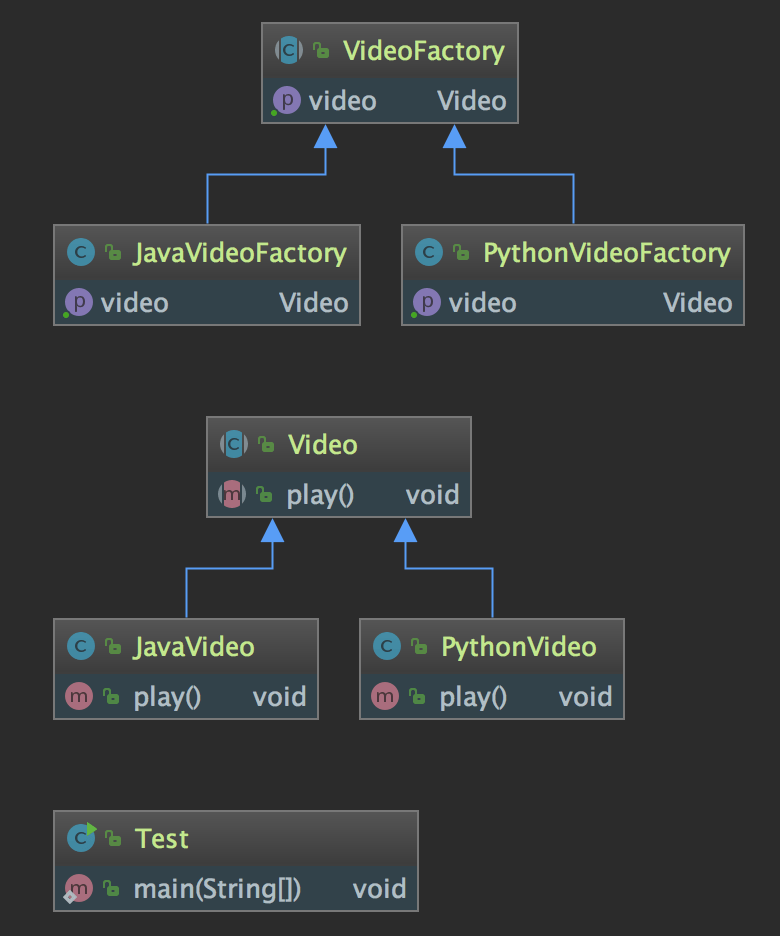 VideoFactory
video Video
JavaVideoFactory
video Video
PythonVideoFactory
video Video
Video
play() void
JavaVideo
play() void
PythonVideo
play() void
Test
main(String[]) void